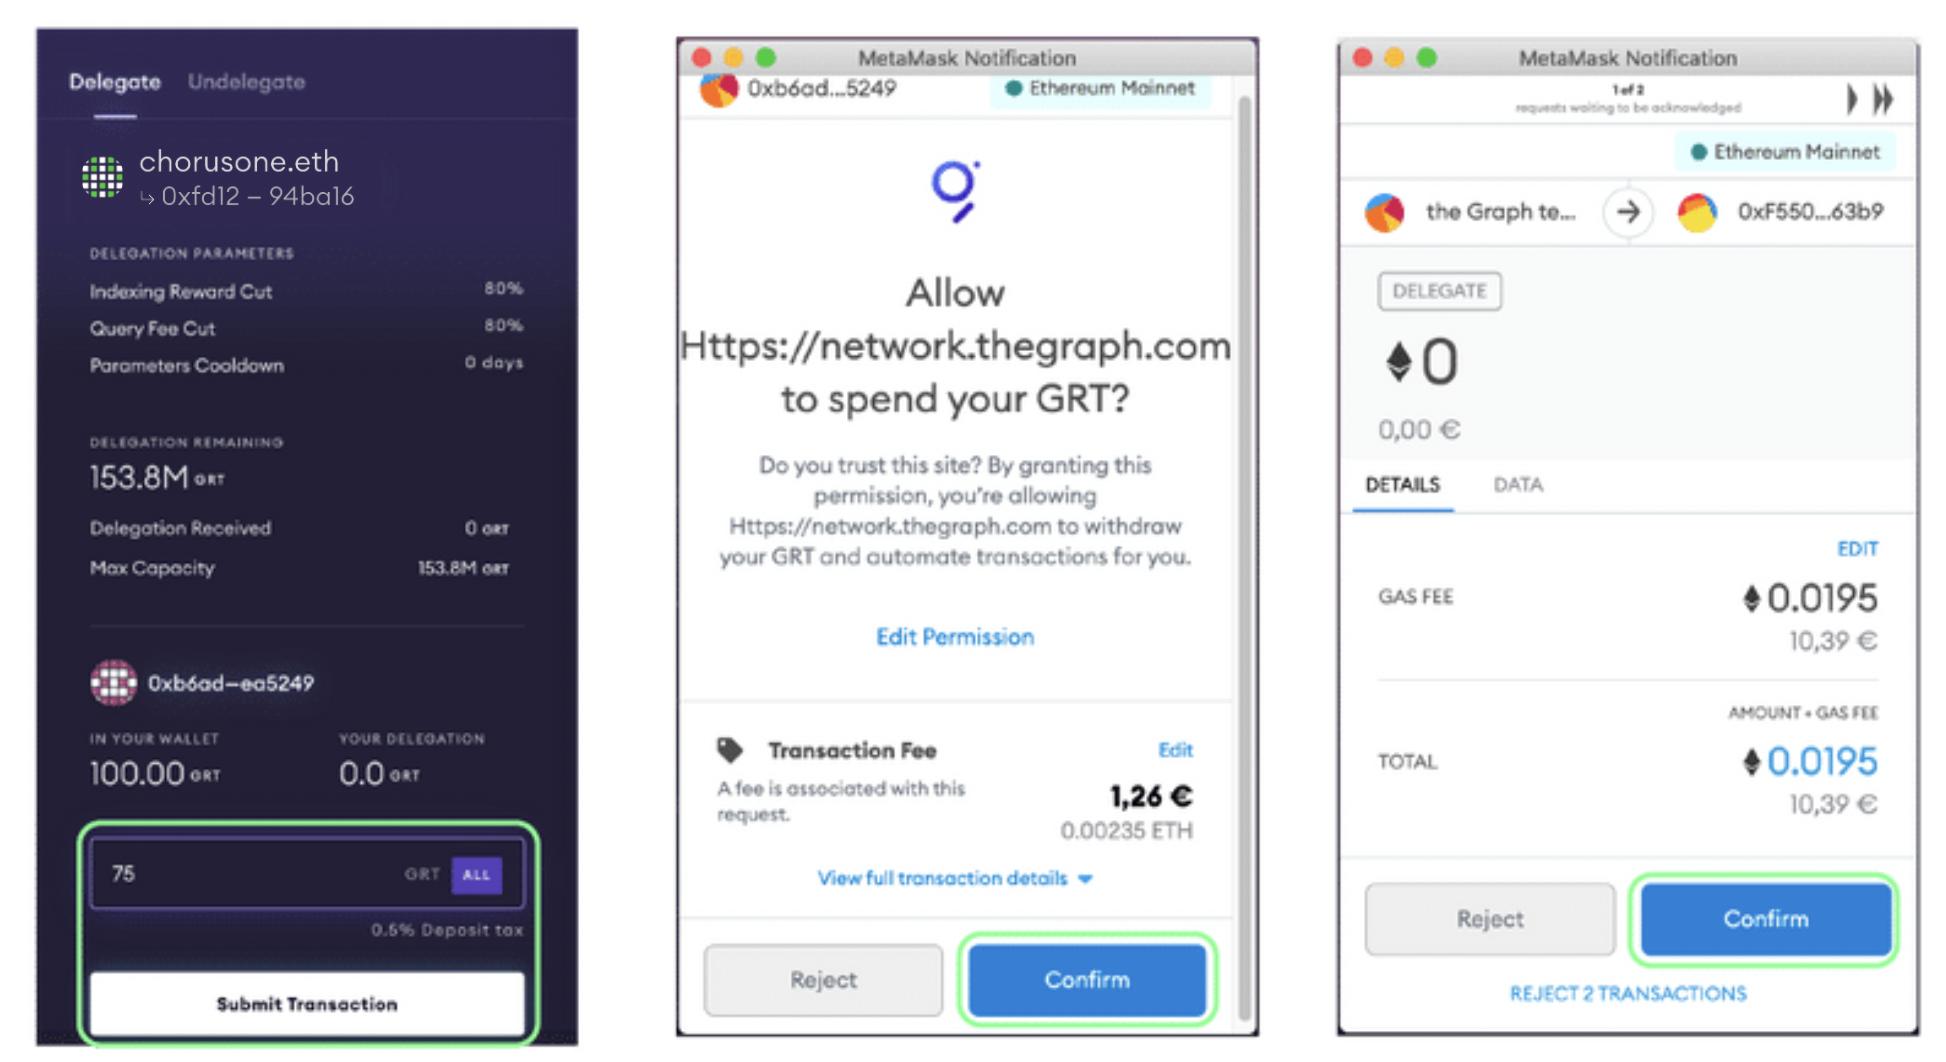 Delegate Undelegate
chorusone.eth
↳ 0xfd12 – 94ba16
DELEGATION PARAMETERS
Indexing Reward Cut 80%
Query Fee Cut 80%
Parameters Cooldown 0 days
DELEGATION REMAINING
153.8M GRT
Delegation Received 0 GRT
Max Capacity 153.8M GRT
0xb6ad–ea5249
IN YOUR WALLET YOUR DELEGATION
100.00 GRT 0.0 GRT
75 GRT ALL
0.5% Deposit tax
Submit Transaction
MetaMask Notification
0xb6ad...5249 Ethereum Mainnet
Allow
Https://network.thegraph.com
to spend your GRT?
Do you trust this site? By granting this
permission, you're allowing
Https://network.thegraph.com to withdraw
your GRT and automate transactions for you.
Edit Permission
Transaction Fee Edit
A fee is associated with this
request.
1,26 €
0.00235 ETH
View full transaction details
Reject Confirm
MetaMask Notification
1 of 2
requests waiting to be acknowledged
Ethereum Mainnet
the Graph te... 0xF550...63b9
DELEGATE
0
0,00 €
DETAILS DATA
EDIT
GAS FEE 0.0195
10,39 €
AMOUNT + GAS FEE
TOTAL 0.0195
10,39 €
Reject Confirm
REJECT 2 TRANSACTIONS